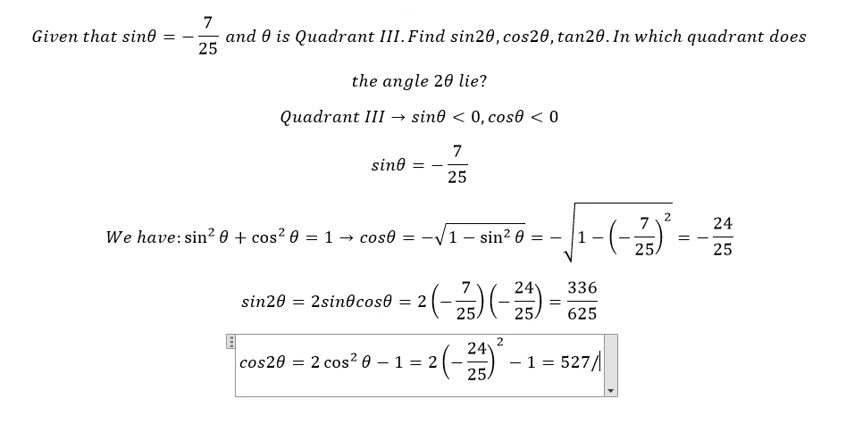 Given that sinθ = −7/25 and θ is Quadrant III. Find sin2θ, cos2θ, tan2θ. In which quadrant does
the angle 2θ lie?
Quadrant III → sinθ < 0, cosθ < 0
sinθ = −7/25
We have: sin² θ + cos² θ = 1 → cosθ = −√(1 − sin² θ) = −√(1 − (−7/25)²) = −24/25
sin2θ = 2sinθcosθ = 2(−7/25)(−24/25) = 336/625
cos2θ = 2 cos² θ − 1 = 2(−24/25)² − 1 = 527/